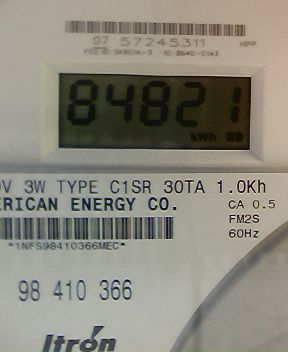 07 57245311 HPP
84821
kWh
V 3W TYPE C1SR 30TA 1.0Kh
ERICAN ENERGY CO. CA 0.5
FM2S
*1NFS98410366MEC* 60Hz
98 410 366
Itron